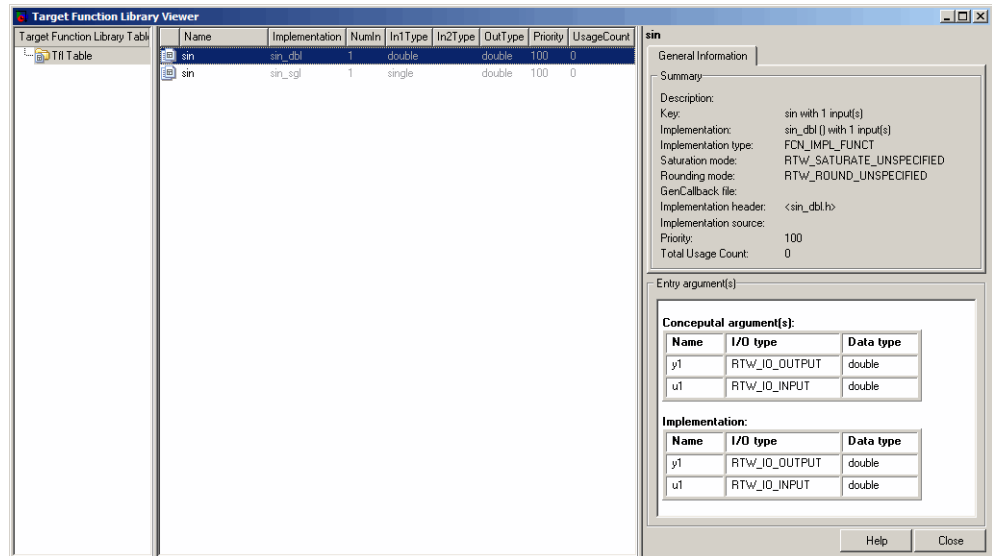 Target Function Library Viewer
Target Function Library Tabl
Tfl Table
Name Implementation NumIn In1Type In2Type OutType Priority UsageCount
sin sin_dbl 1 double double 100 0
sin sin_sgl 1 single double 100 0
sin
General Information
Summary
Description:
Key: sin with 1 input(s)
Implementation: sin_dbl () with 1 input(s)
Implementation type: FCN_IMPL_FUNCT
Saturation mode: RTW_SATURATE_UNSPECIFIED
Rounding mode: RTW_ROUND_UNSPECIFIED
GenCallback file:
Implementation header: <sin_dbl.h>
Implementation source:
Priority: 100
Total Usage Count: 0
Entry argument(s)
Conceputal argument(s):
Name I/O type Data type
y1 RTW_IO_OUTPUT double
u1 RTW_IO_INPUT double
Implementation:
Name I/O type Data type
y1 RTW_IO_OUTPUT double
u1 RTW_IO_INPUT double
Help Close